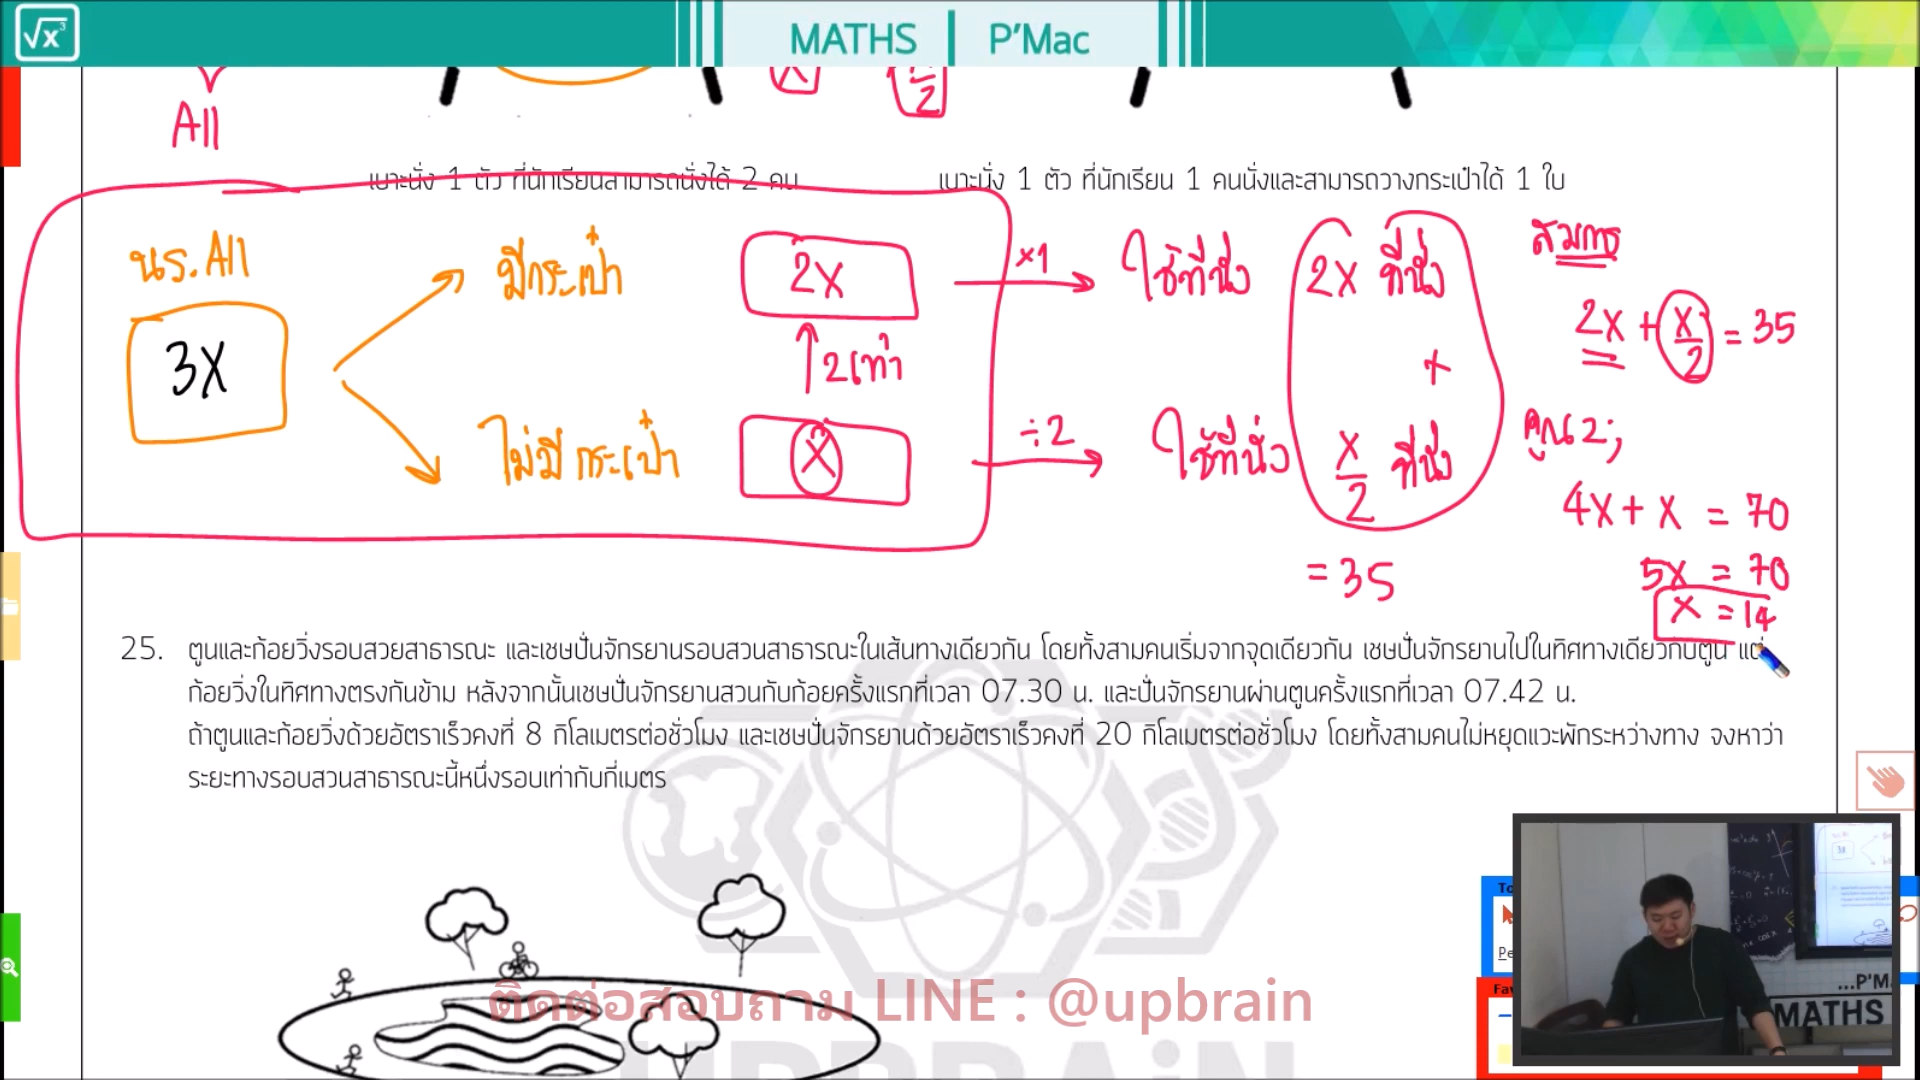 √x³
MATHS | P'Mac
All
x
2
เบาะนั่ง 1 ตัว ที่นักเรียนสามารถนั่งได้ 2 คน
เบาะนั่ง 1 ตัว ที่นักเรียน 1 คนนั่งและสามารถวางกระเป๋าได้ 1 ใบ
นร. All
3x
มีกระเป๋า
2x
×1
ใช้ที่นั่ง
2x ที่นั่ง
สมการ
2x + x/2 = 35
2เท่า
+
ไม่มีกระเป๋า
x
÷2
ใช้ที่นั่ง
x/2 ที่นั่ง
คูณ 2;
4x + x = 70
= 35
5x = 70
x = 14
25. ตูนและก้อยวิ่งรอบสวยสาธารณะ และเชษปั่นจักรยานรอบสวนสาธารณะในเส้นทางเดียวกัน โดยทั้งสามคนเริ่มจากจุดเดียวกัน เชษปั่นจักรยานไปในทิศทางเดียวกับตูน แต่
ก้อยวิ่งในทิศทางตรงกันข้าม หลังจากนั้นเชษปั่นจักรยานสวนกับก้อยครั้งแรกที่เวลา 07.30 น. และปั่นจักรยานผ่านตูนครั้งแรกที่เวลา 07.42 น.
ถ้าตูนและก้อยวิ่งด้วยอัตราเร็วคงที่ 8 กิโลเมตรต่อชั่วโมง และเชษปั่นจักรยานด้วยอัตราเร็วคงที่ 20 กิโลเมตรต่อชั่วโมง โดยทั้งสามคนไม่หยุดแวะพักระหว่างทาง จงหาว่า
ระยะทางรอบสวนสาธารณะนี้หนึ่งรอบเท่ากับกี่เมตร
ติดต่อสอบถาม LINE : @upbrain
UPBRAiN
To
Pe
Fav
...P'Ma
MATHS